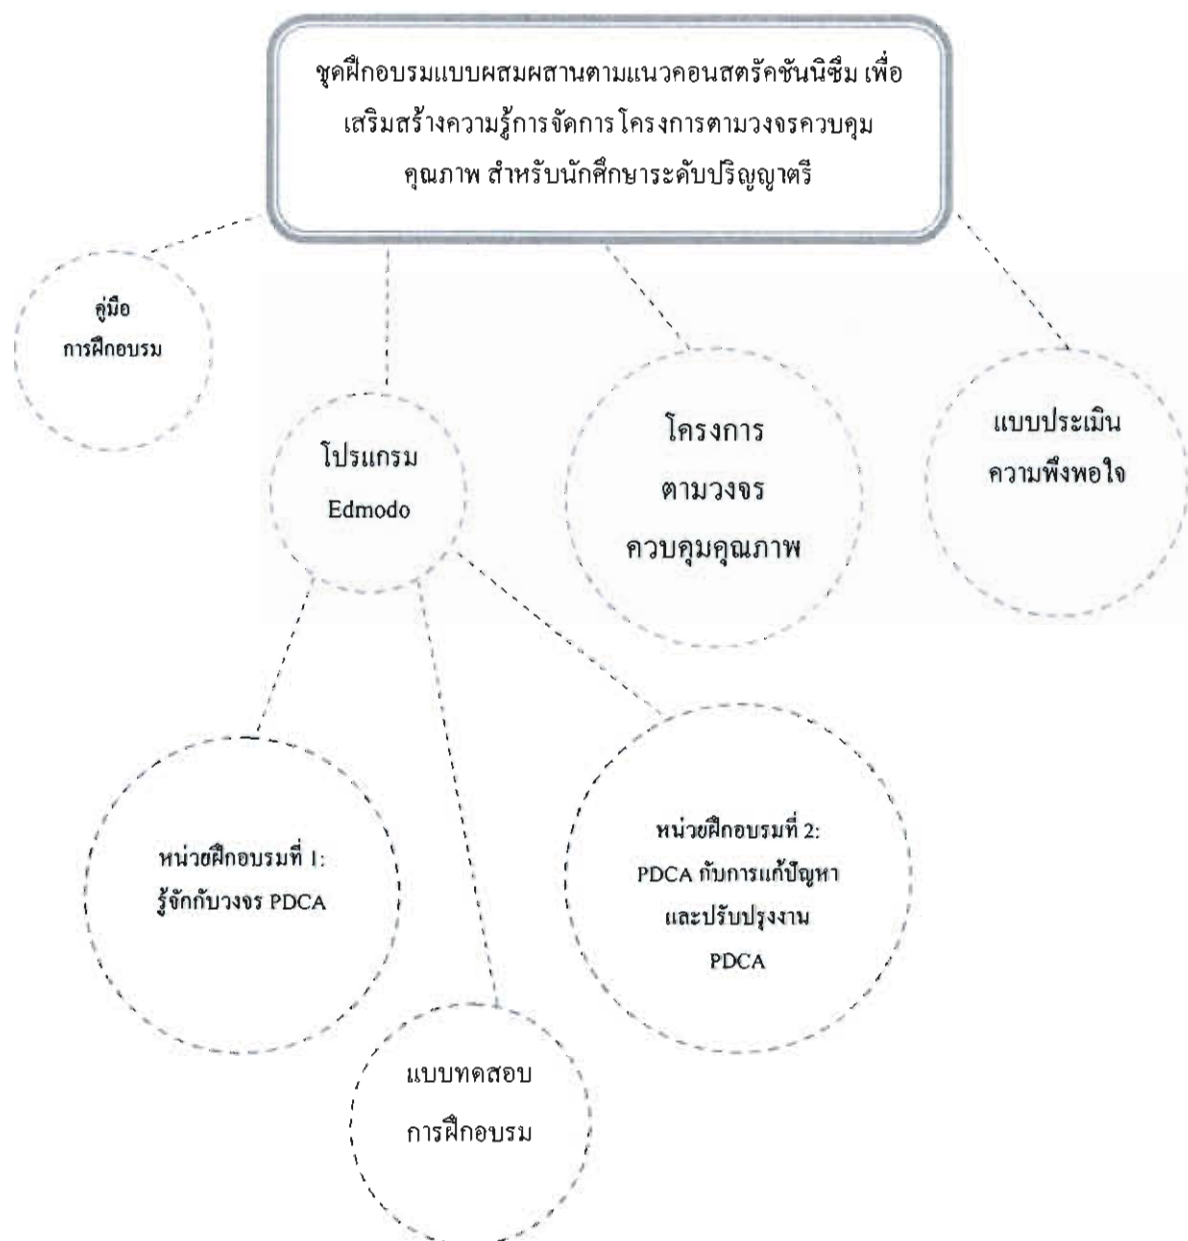 ชุดฝึกอบรมแบบผสมผสานตามแนวคอนสตรัคชันนิซึม เพื่อ
เสริมสร้างความรู้การจัดการโครงการตามวงจรควบคุม
คุณภาพ สำหรับนักศึกษาระดับปริญญาตรี
คู่มือ
การฝึกอบรม
โปรแกรม
Edmodo
โครงการ
ตามวงจร
ควบคุมคุณภาพ
แบบประเมิน
ความพึงพอใจ
หน่วยฝึกอบรมที่ 1:
รู้จักกับวงจร PDCA
หน่วยฝึกอบรมที่ 2:
PDCA กับการแก้ปัญหา
และปรับปรุงงาน
PDCA
แบบทดสอบ
การฝึกอบรม